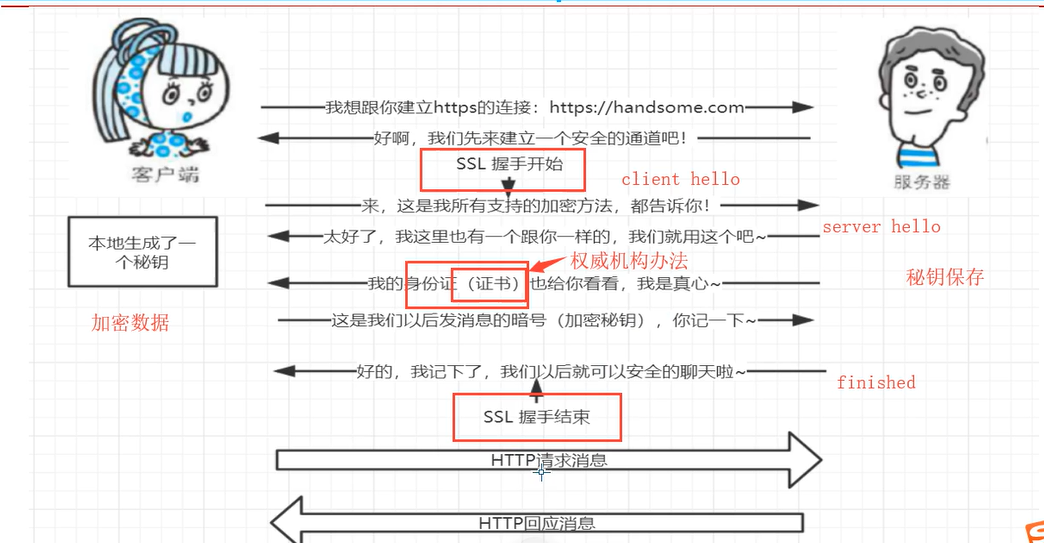 我想跟你建立https的连接：https://handsome.com
好啊，我们先来建立一个安全的通道吧！
SSL 握手开始
客户端
服务器
client hello
来，这是我所有支持的加密方法，都告诉你！
server hello
太好了，我这里也有一个跟你一样的，我们就用这个吧~
本地生成了一
个秘钥
权威机构办法
我的身份证（证书）也给你看看，我是真心~
秘钥保存
加密数据
这是我们以后发消息的暗号（加密秘钥），你记一下~
好的，我记下了，我们以后就可以安全的聊天啦~
finished
SSL 握手结束
HTTP请求消息
HTTP回应消息